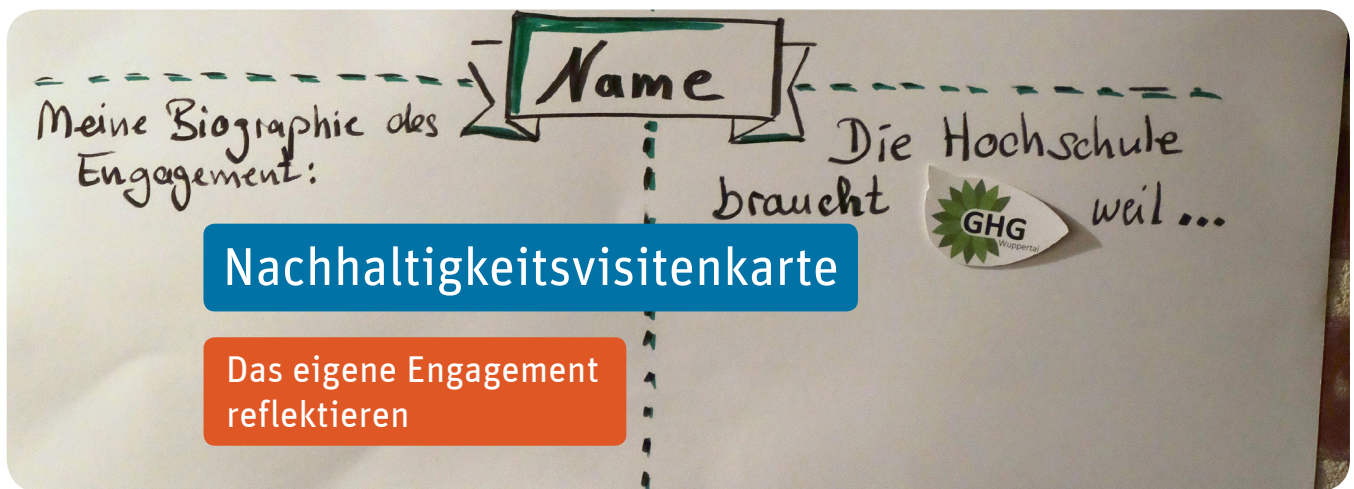 Name
Meine Biographie des
Engagement:
Die Hochschule
braucht GHG weil...
Wuppertal
Nachhaltigkeitsvisitenkarte
Das eigene Engagement
reflektieren